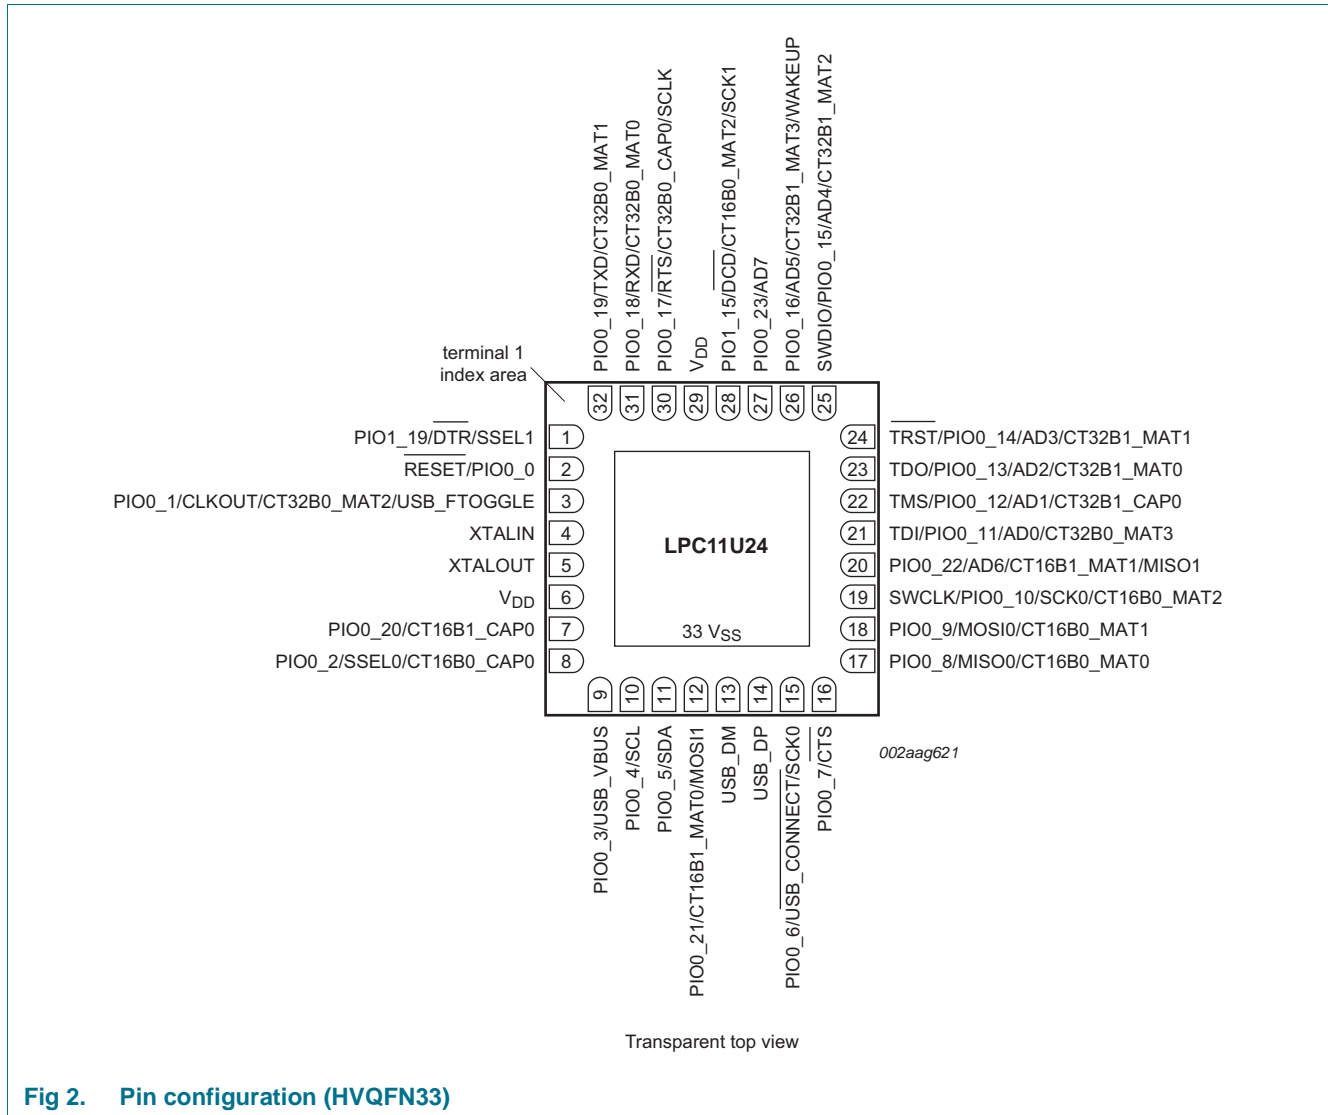 PIO0_19/TXD/CT32B0_MAT1
PIO0_18/RXD/CT32B0_MAT0
PIO0_17/RTS/CT32B0_CAP0/SCLK
VDD
PIO1_15/DCD/CT16B0_MAT2/SCK1
PIO0_23/AD7
PIO0_16/AD5/CT32B1_MAT3/WAKEUP
SWDIO/PIO0_15/AD4/CT32B1_MAT2
terminal 1
index area
32 31 30 29 28 27 26 25
PIO1_19/DTR/SSEL1 1
RESET/PIO0_0 2
PIO0_1/CLKOUT/CT32B0_MAT2/USB_FTOGGLE 3
XTALIN 4
XTALOUT 5
VDD 6
PIO0_20/CT16B1_CAP0 7
PIO0_2/SSEL0/CT16B0_CAP0 8
LPC11U24
33 VSS
24 TRST/PIO0_14/AD3/CT32B1_MAT1
23 TDO/PIO0_13/AD2/CT32B1_MAT0
22 TMS/PIO0_12/AD1/CT32B1_CAP0
21 TDI/PIO0_11/AD0/CT32B0_MAT3
20 PIO0_22/AD6/CT16B1_MAT1/MISO1
19 SWCLK/PIO0_10/SCK0/CT16B0_MAT2
18 PIO0_9/MOSI0/CT16B0_MAT1
17 PIO0_8/MISO0/CT16B0_MAT0
9 10 11 12 13 14 15 16
PIO0_3/USB_VBUS
PIO0_4/SCL
PIO0_5/SDA
PIO0_21/CT16B1_MAT0/MOSI1
USB_DM
USB_DP
PIO0_6/USB_CONNECT/SCK0
PIO0_7/CTS
002aag621
Transparent top view
Fig 2. Pin configuration (HVQFN33)